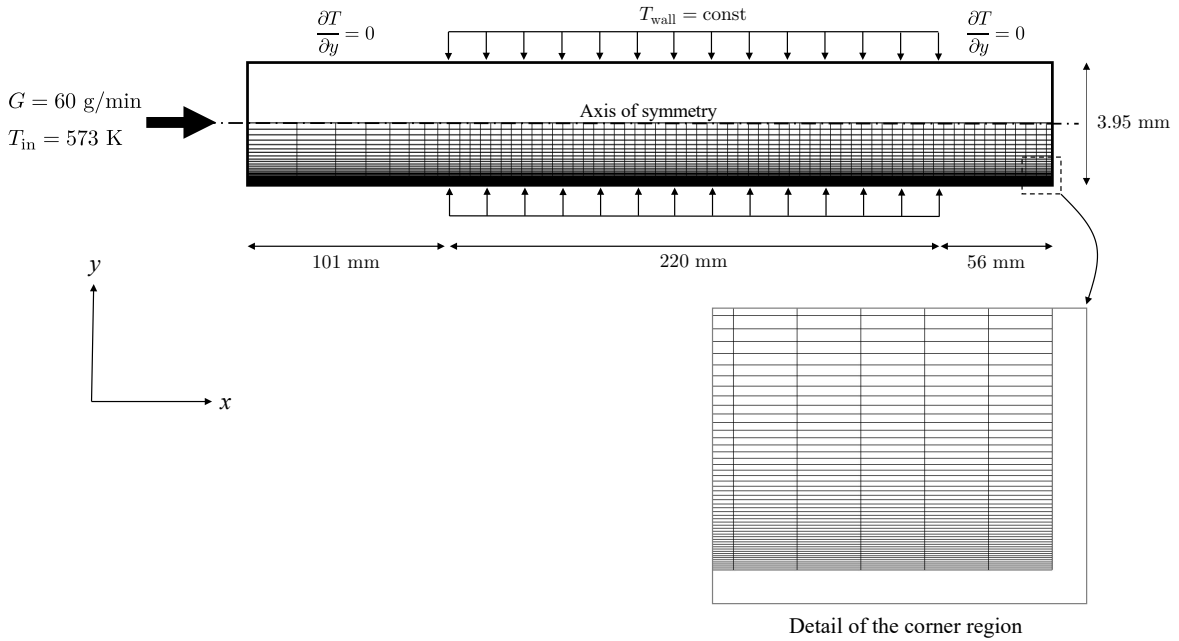 ∂T/∂y = 0
T_wall = const
∂T/∂y = 0
G = 60 g/min
T_in = 573 K
Axis of symmetry
3.95 mm
101 mm
220 mm
56 mm
y
x
Detail of the corner region